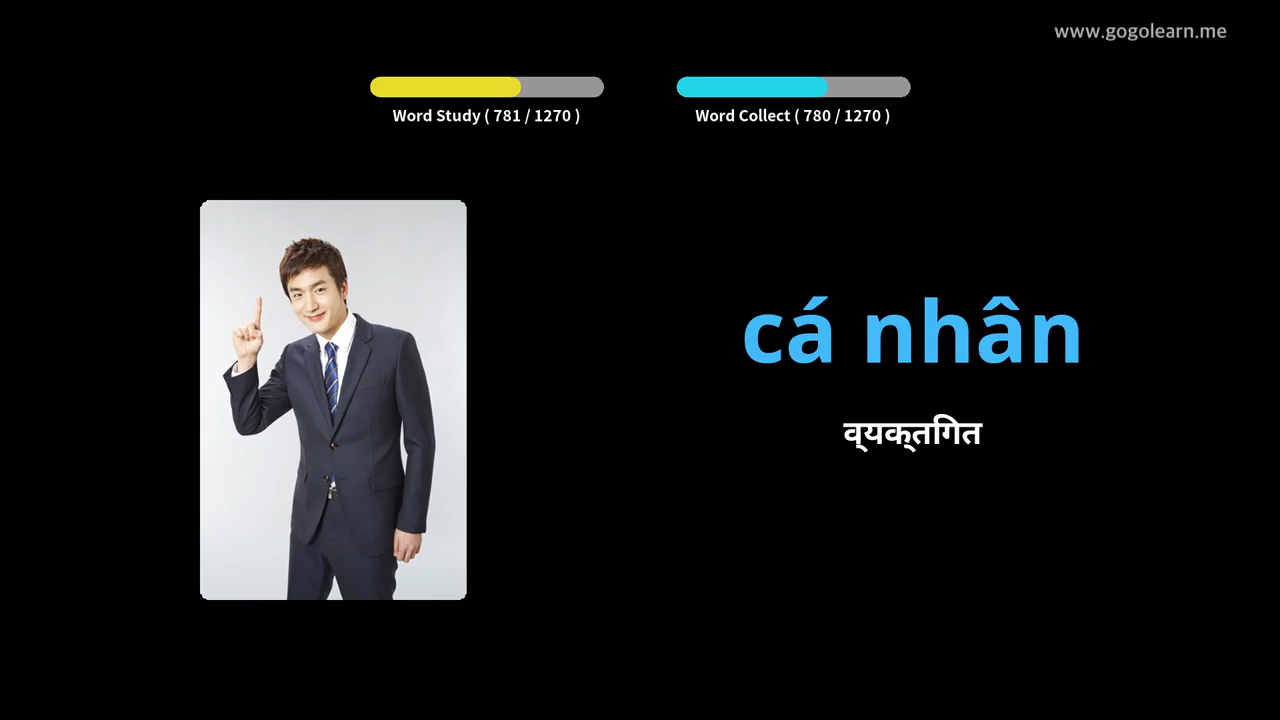 www.gogolearn.me
Word Study ( 781 / 1270 )
Word Collect ( 780 / 1270 )
cá nhân
व्यक्तिगत